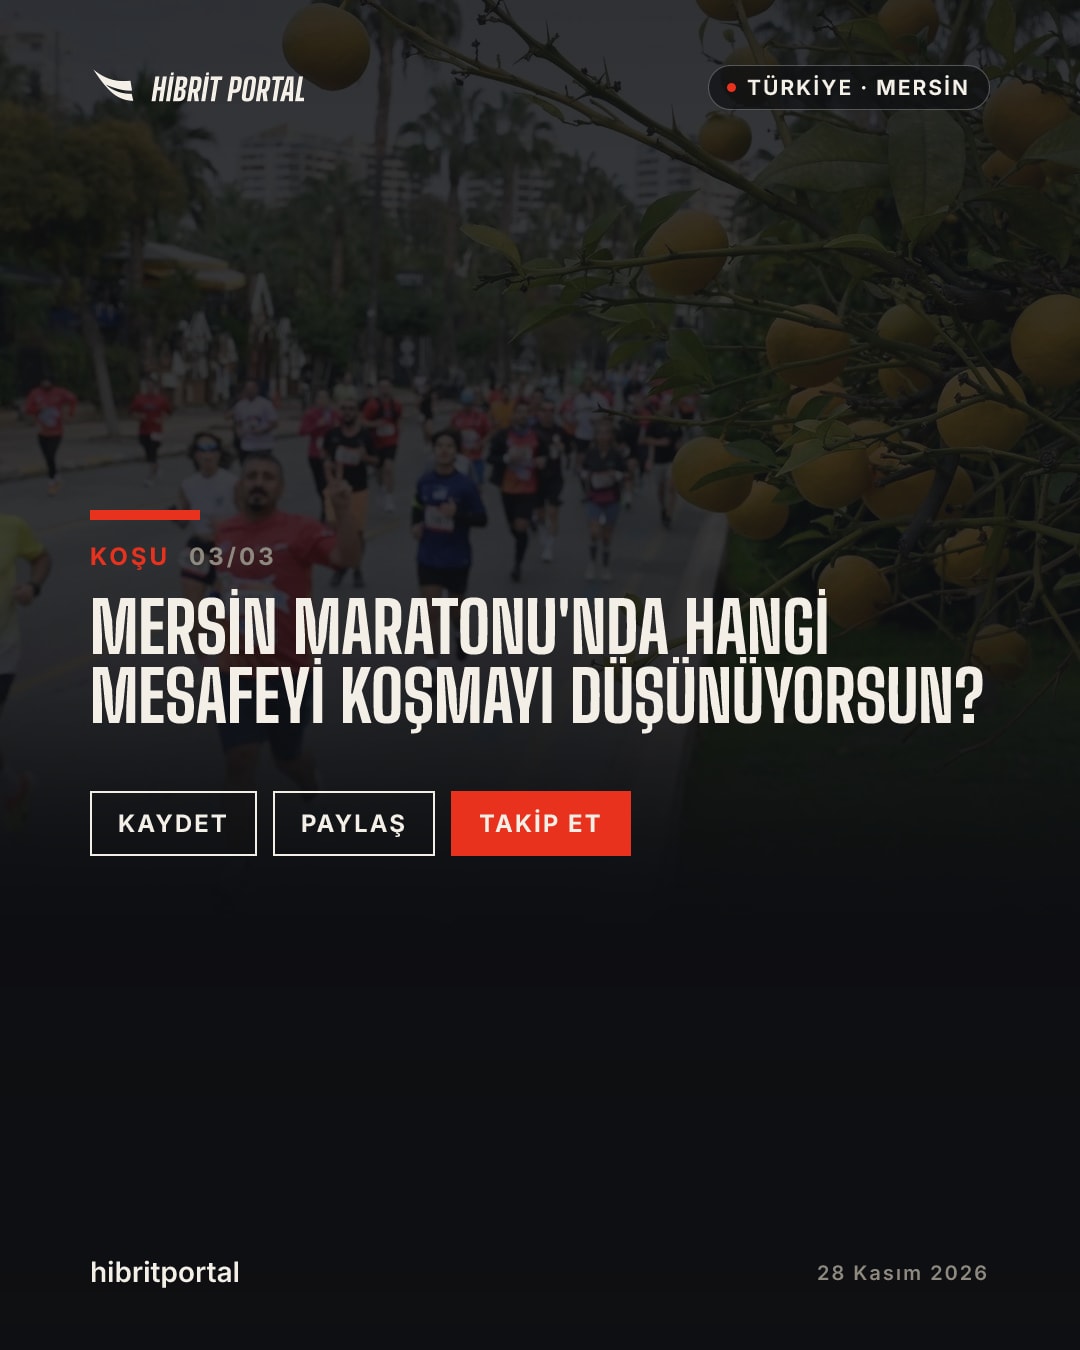 HİBRİT PORTAL
TÜRKİYE · MERSİN
KOŞU 03/03
MERSİN MARATONU'NDA HANGİ
MESAFEYİ KOŞMAYI DÜŞÜNÜYORSUN?
KAYDET
PAYLAŞ
TAKİP ET
hibritportal
28 Kasım 2026